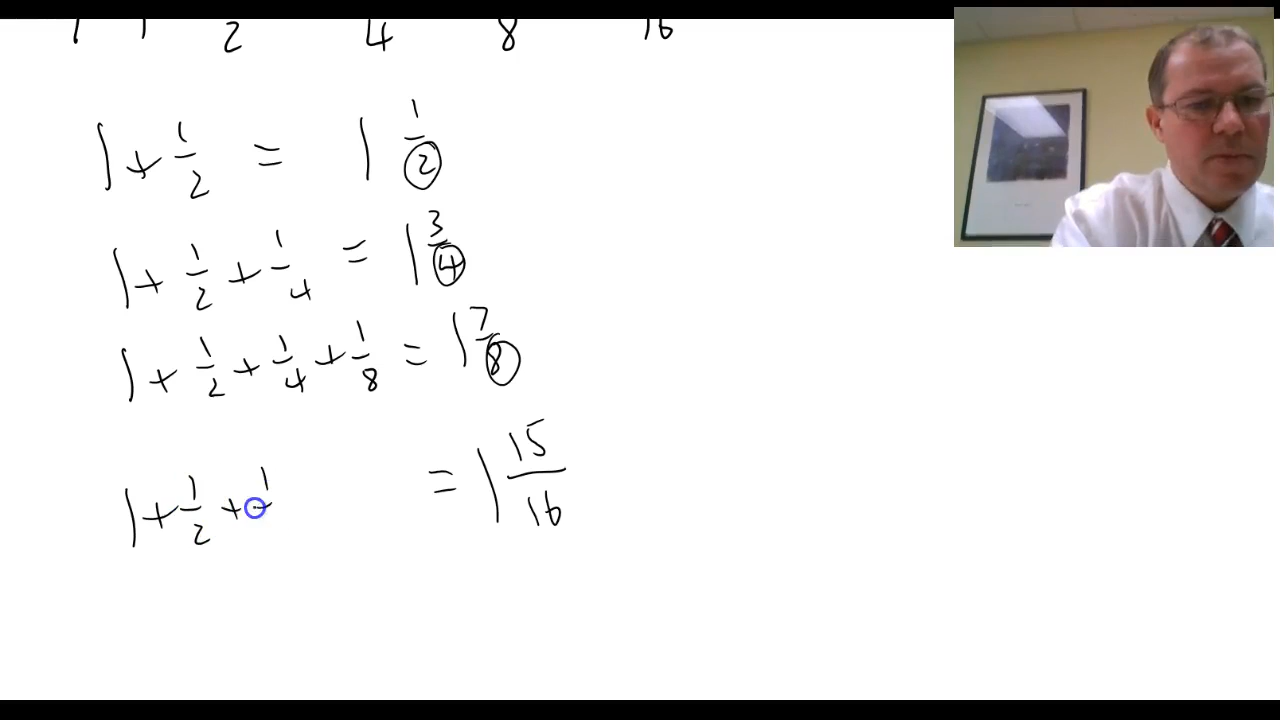 1 1 2 4 8 16
1 + 1/2 = 1 1/2
1 + 1/2 + 1/4 = 1 3/4
1 + 1/2 + 1/4 + 1/8 = 1 7/8
1 + 1/2 + 1/ = 1 15/16